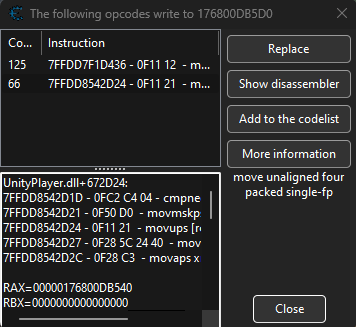 The following opcodes write to 176800DB5D0
Co... Instruction
125 7FFDD7F1D436 - 0F11 12 - m...
66 7FFDD8542D24 - 0F11 21 - m...
Replace
Show disassembler
Add to the codelist
More information
move unaligned four
packed single-fp
UnityPlayer.dll+672D24:
7FFDD8542D1D - 0FC2 C4 04 - cmpne
7FFDD8542D21 - 0F50 D0 - movmskp
7FFDD8542D24 - 0F11 21 - movups [r
7FFDD8542D27 - 0F28 5C 24 40 - mov
7FFDD8542D2C - 0F28 C3 - movaps x
RAX=00000176800DB540
RBX=0000000000000000
Close